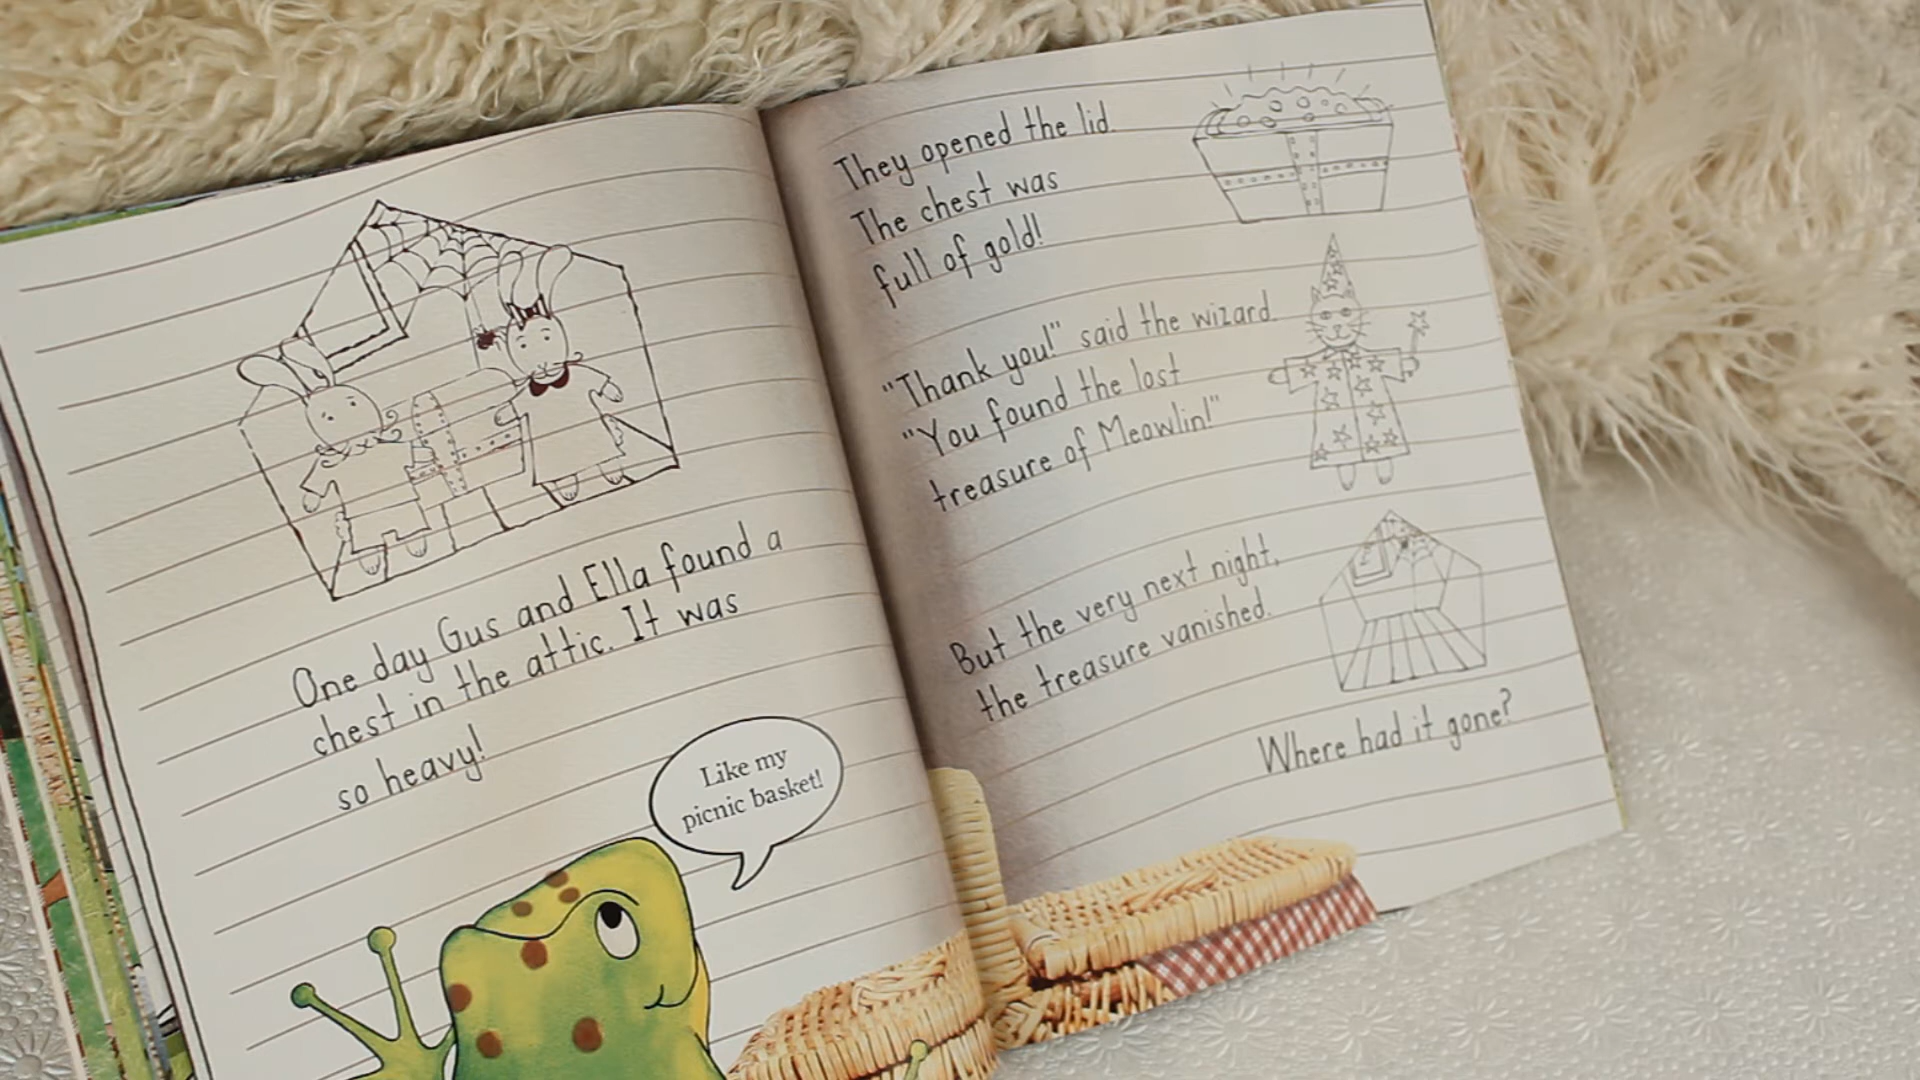 One day Gus and Ella found a
chest in the attic. It was
so heavy!
Like my
picnic basket!
They opened the lid.
The chest was
full of gold!
"Thank you!" said the wizard.
"You found the lost
treasure of Meowlin!"
But the very next night,
the treasure vanished.
Where had it gone?